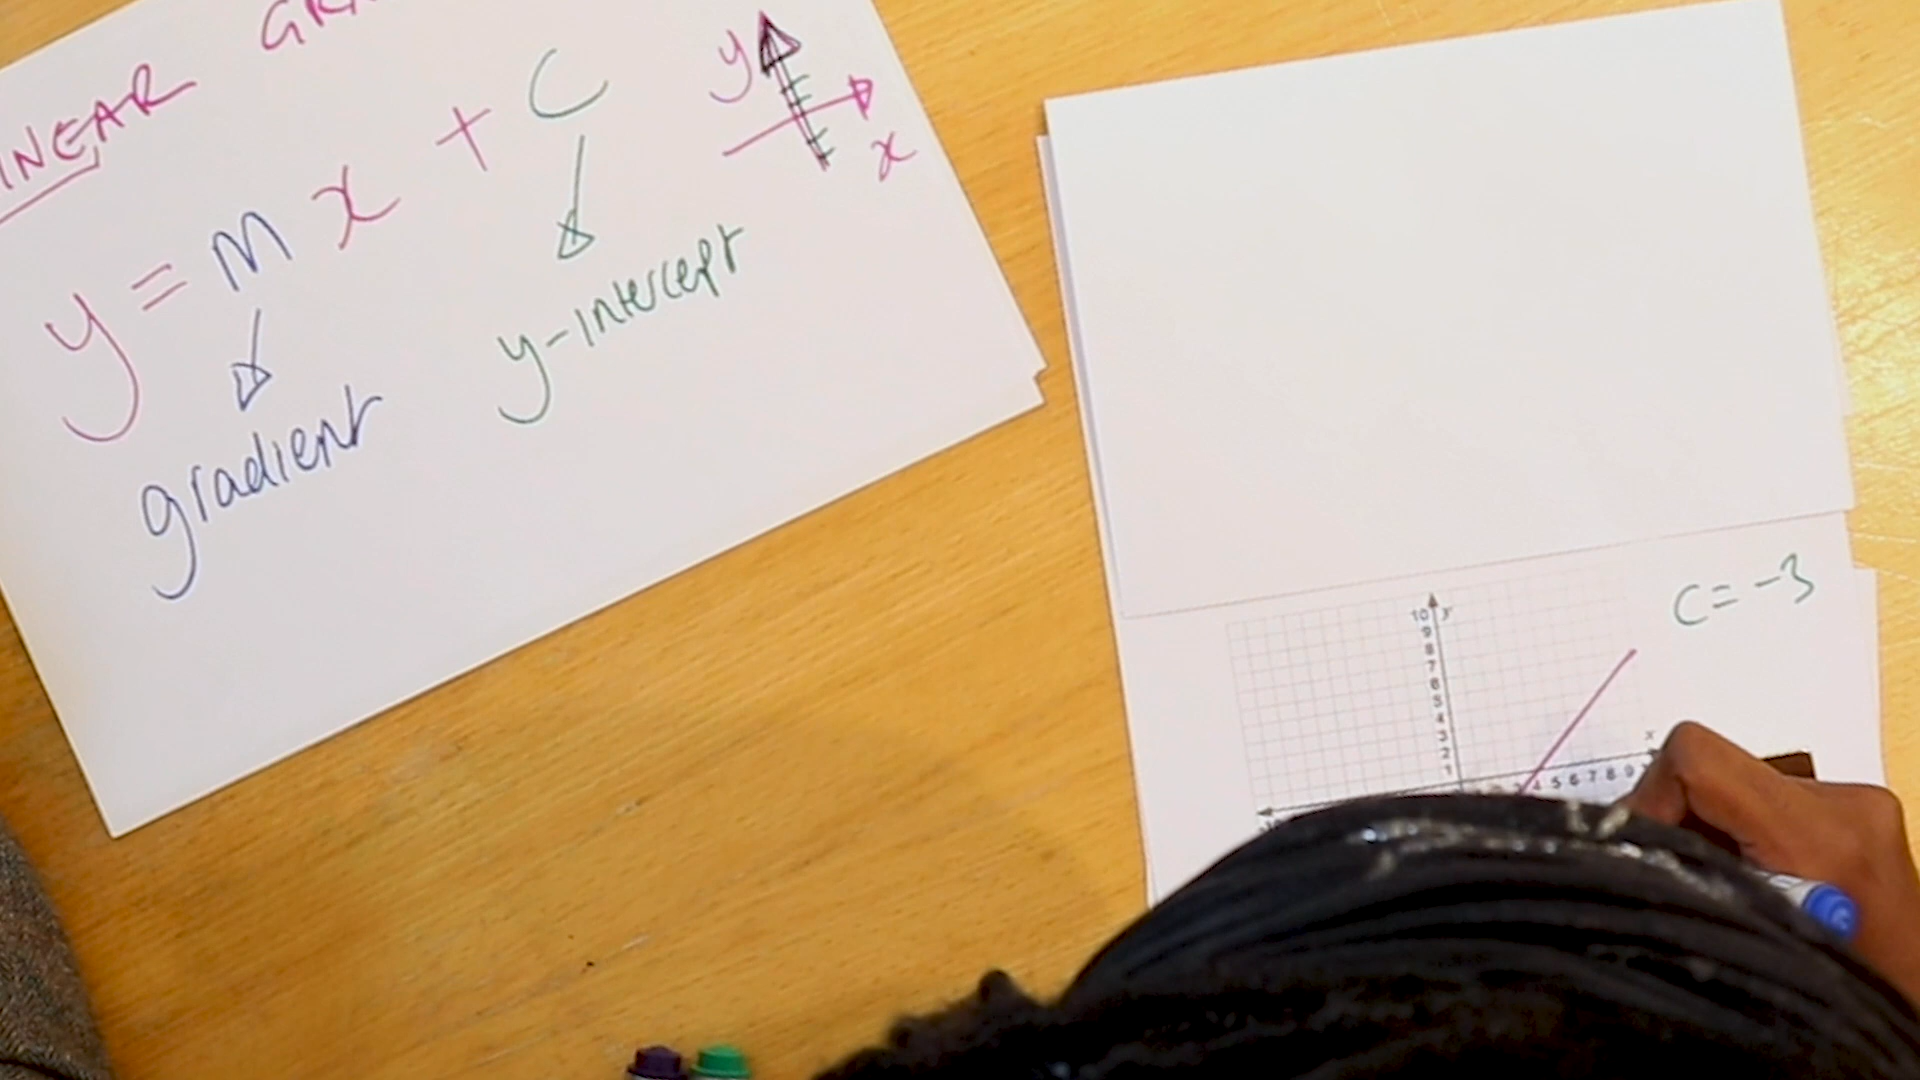 y
x
y = mx + c
gradient
y-intercept
c = -3
10 y
9
8
7
6
5
4
3
2
1
x
4 5 6 7 8 9